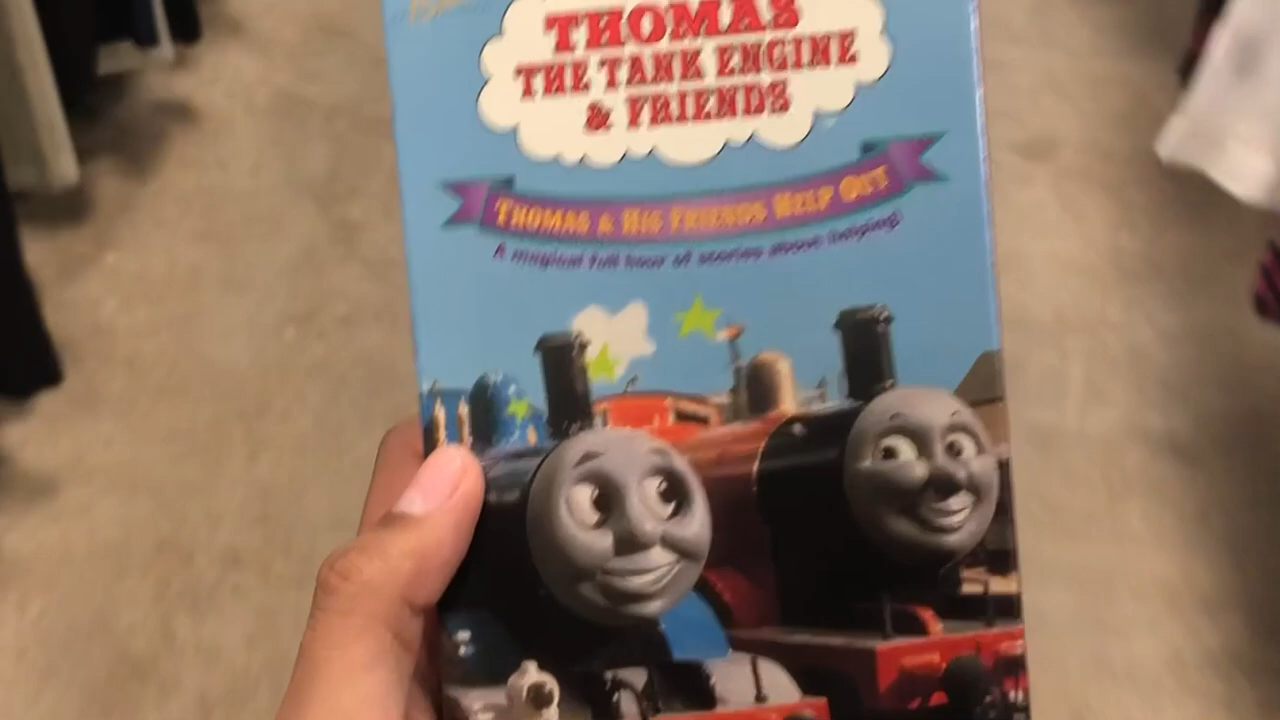 THOMAS
THE TANK ENGINE
& FRIENDS
THOMAS & HIS FRIENDS HELP OUT
A magical full hour of stories about helping!